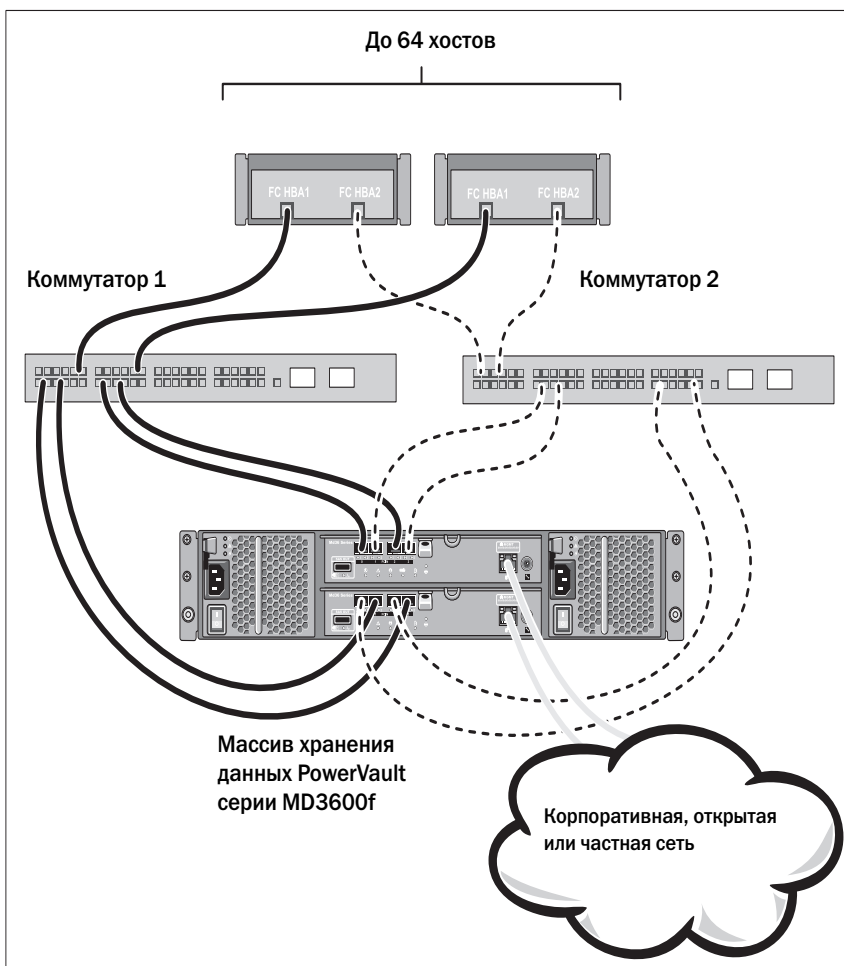 До 64 хостов
FC HBA1
FC HBA2
FC HBA1
FC HBA2
Коммутатор 1
Коммутатор 2
Массив хранения
данных PowerVault
серии MD3600f
Корпоративная, открытая
или частная сеть